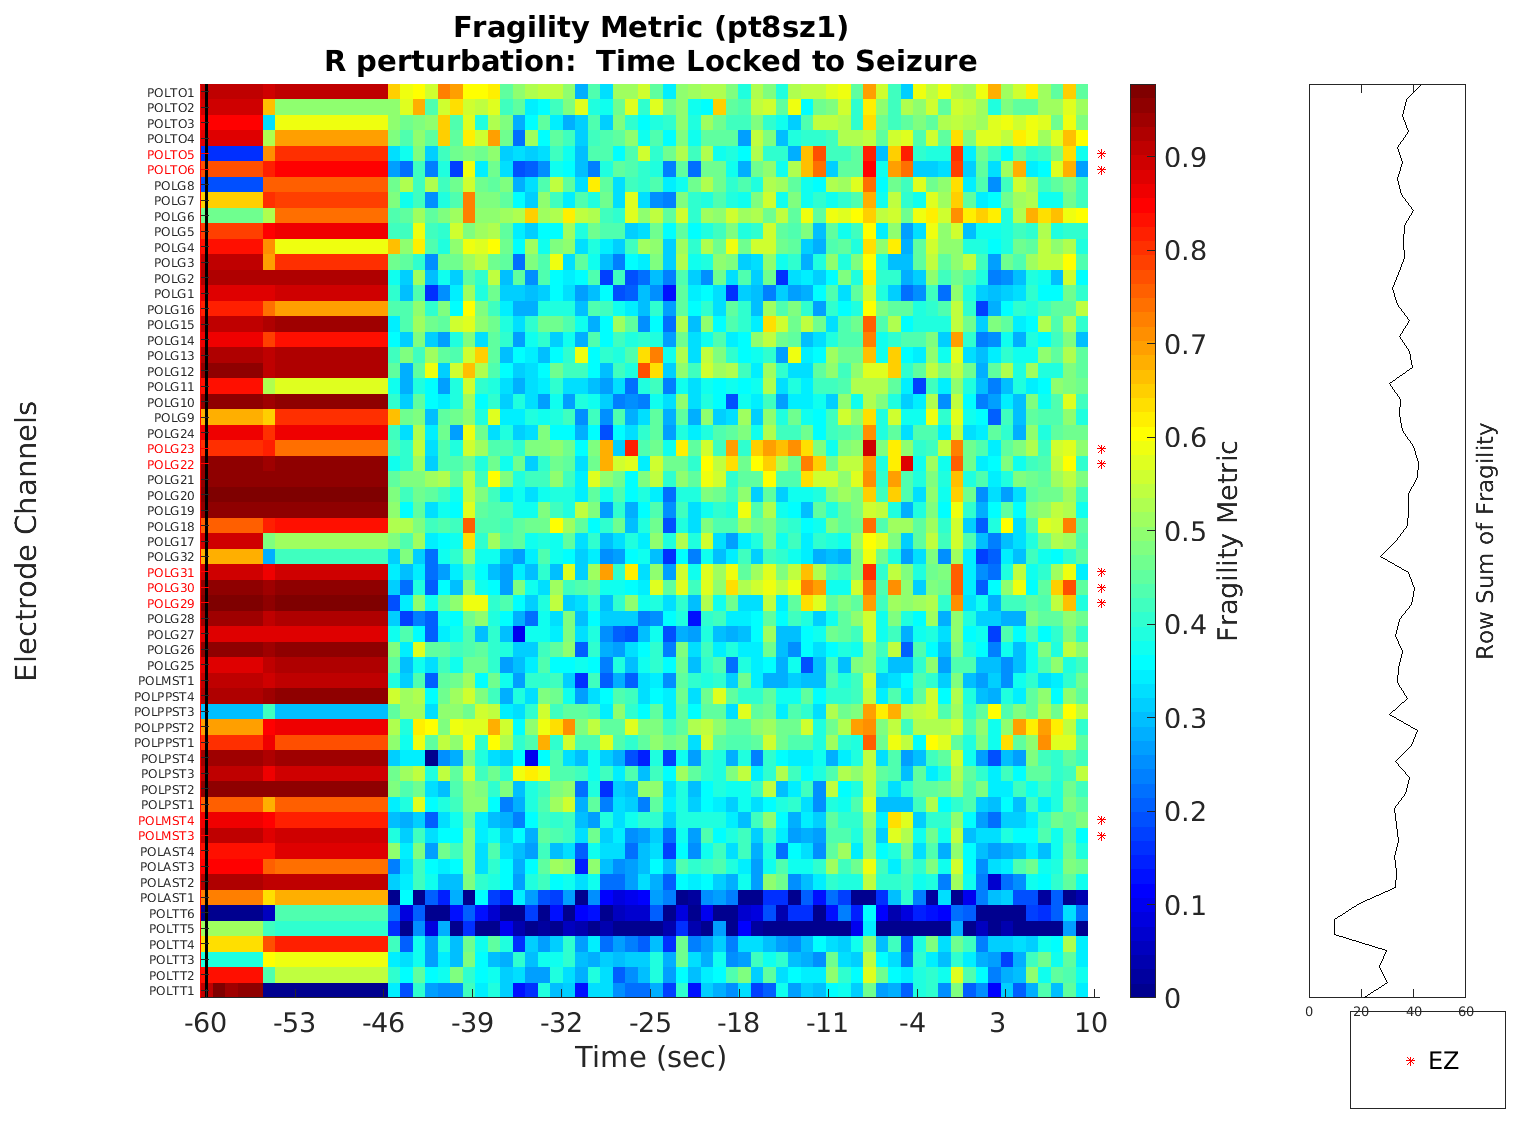 Fragility Metric (pt8sz1)
R perturbation:  Time Locked to Seizure
Electrode Channels
POLTO1
POLTO2
POLTO3
POLTO4
POLTO5
POLTO6
POLG8
POLG7
POLG6
POLG5
POLG4
POLG3
POLG2
POLG1
POLG16
POLG15
POLG14
POLG13
POLG12
POLG11
POLG10
POLG9
POLG24
POLG23
POLG22
POLG21
POLG20
POLG19
POLG18
POLG17
POLG32
POLG31
POLG30
POLG29
POLG28
POLG27
POLG26
POLG25
POLMST1
POLPPST4
POLPPST3
POLPPST2
POLPPST1
POLPST4
POLPST3
POLPST2
POLPST1
POLMST4
POLMST3
POLAST4
POLAST3
POLAST2
POLAST1
POLTT6
POLTT5
POLTT4
POLTT3
POLTT2
POLTT1
-60 -53 -46 -39 -32 -25 -18 -11 -4 3 10
Time (sec)
0.9
0.8
0.7
0.6
0.5
0.4
0.3
0.2
0.1
0
Fragility Metric
0 20 40 60
Row Sum of Fragility
EZ